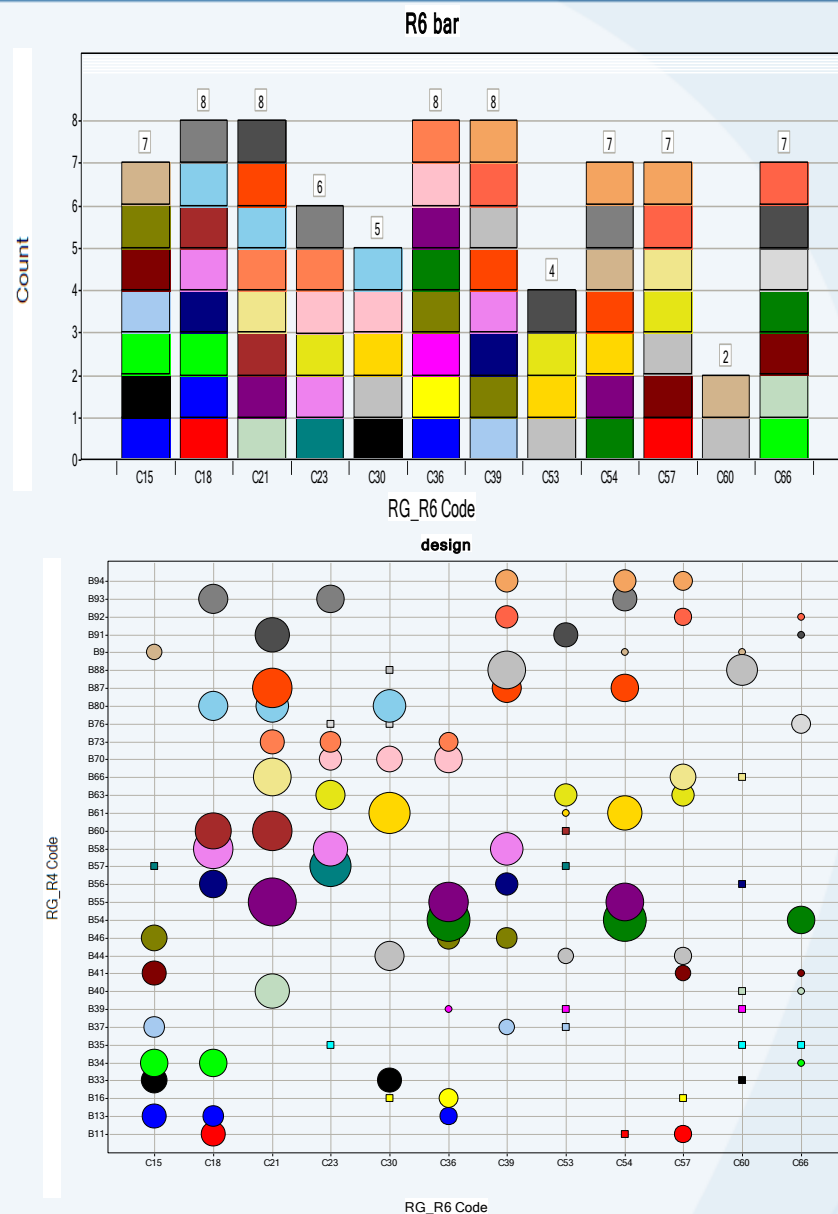 R6 bar
Count
7 8 8 6 5 8 8 4 7 7 2 7
8
7
6
5
4
3
2
1
0
C15 C18 C21 C23 C30 C36 C39 C53 C54 C57 C60 C66
RG_R6 Code
design
RG_R4 Code
B94
B93
B92
B91
B9
B88
B87
B80
B76
B73
B70
B66
B63
B61
B60
B58
B57
B56
B55
B54
B46
B44
B41
B40
B39
B37
B35
B34
B33
B16
B13
B11
C15 C18 C21 C23 C30 C36 C39 C53 C54 C57 C60 C66
RG_R6 Code